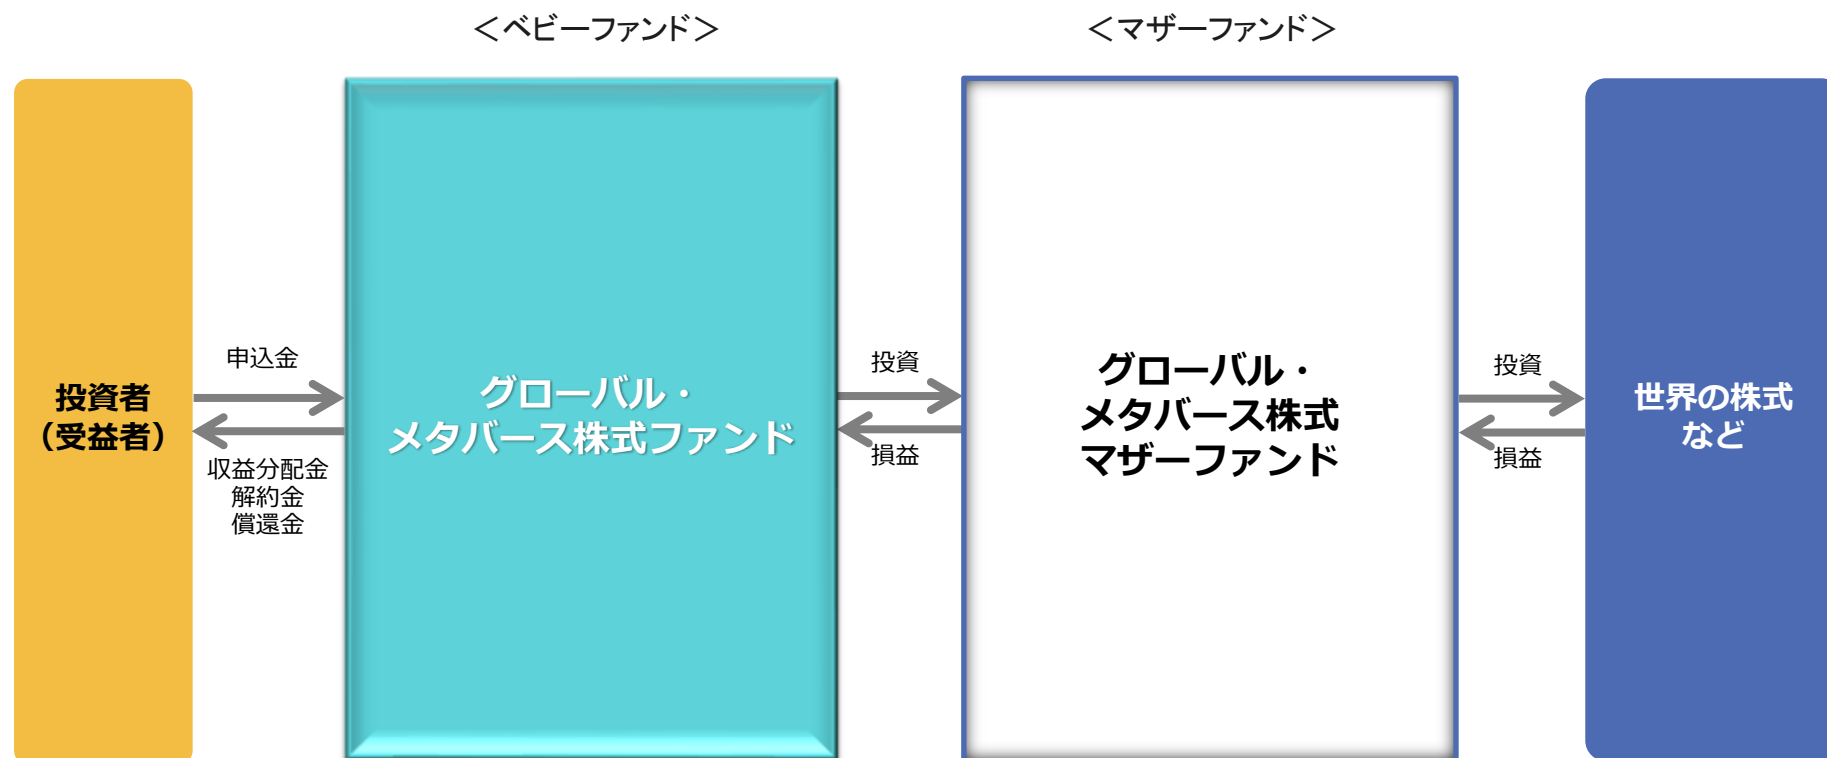 ＜ベビーファンド＞
＜マザーファンド＞
投資者
（受益者）
申込金
収益分配金
解約金
償還金
グローバル・
メタバース株式ファンド
投資
損益
グローバル・
メタバース株式
マザーファンド
投資
損益
世界の株式
など